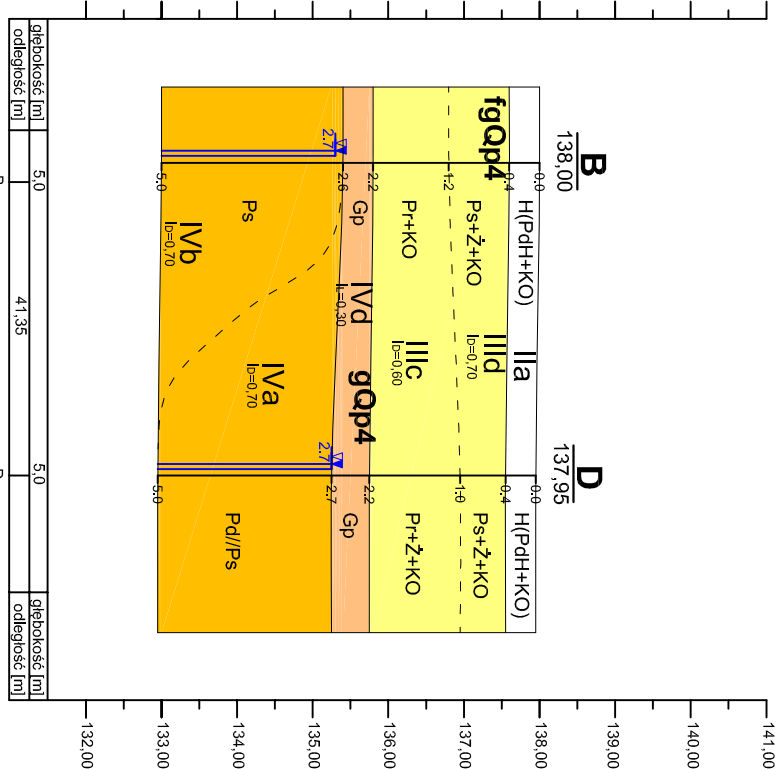 B
138,00
D
137,95
141,00
140,00
139,00
138,00
137,00
136,00
135,00
134,00
133,00
132,00
0.0
0.4
1.2
2.2
2.6
5.0
2.7
H(PdH+KO)
Ps+Ż+KO
Pr+KO
Gp
Ps
fgQp4
IIa
IIId
ID=0,70
IIIc
ID=0,60
IVd
IL=0,30
gQp4
IVb
ID=0,70
IVa
ID=0,70
0.0
0.4
1.0
2.2
2.7
5.0
2.7
H(PdH+KO)
Ps+Ż+KO
Pr+Ż+KO
Gp
Pd//Ps
głębokość [m]
5,0
5,0
głębokość [m]
odległość [m]
41,35
odległość [m]